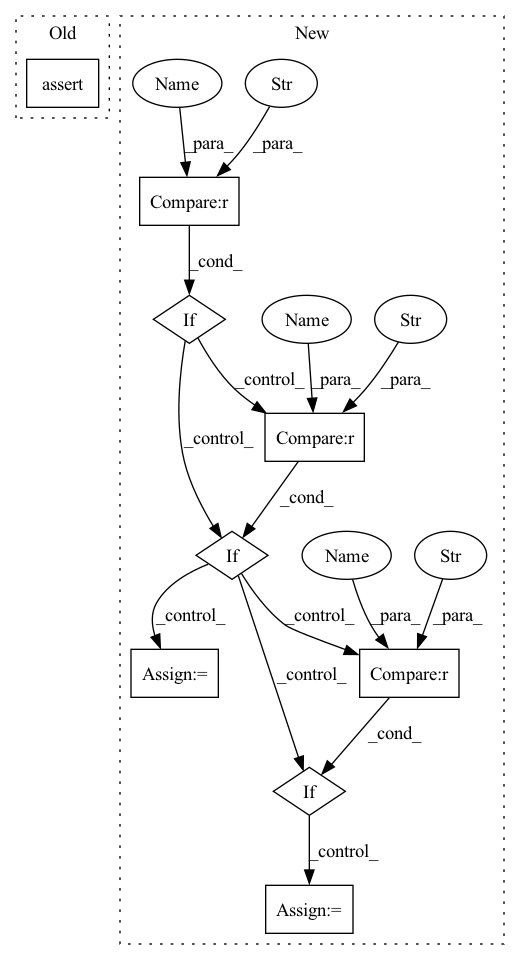 Old
New
assert
Name
Str
_para_
_para_
Compare:r
_cond_
If
Name
Str
_control_
_para_
_para_
_control_
Compare:r
_cond_
If
Name
Str
_control_
_control_
_para_
_para_
Assign:=
_control_
Compare:r
_cond_
If
_control_
Assign:=